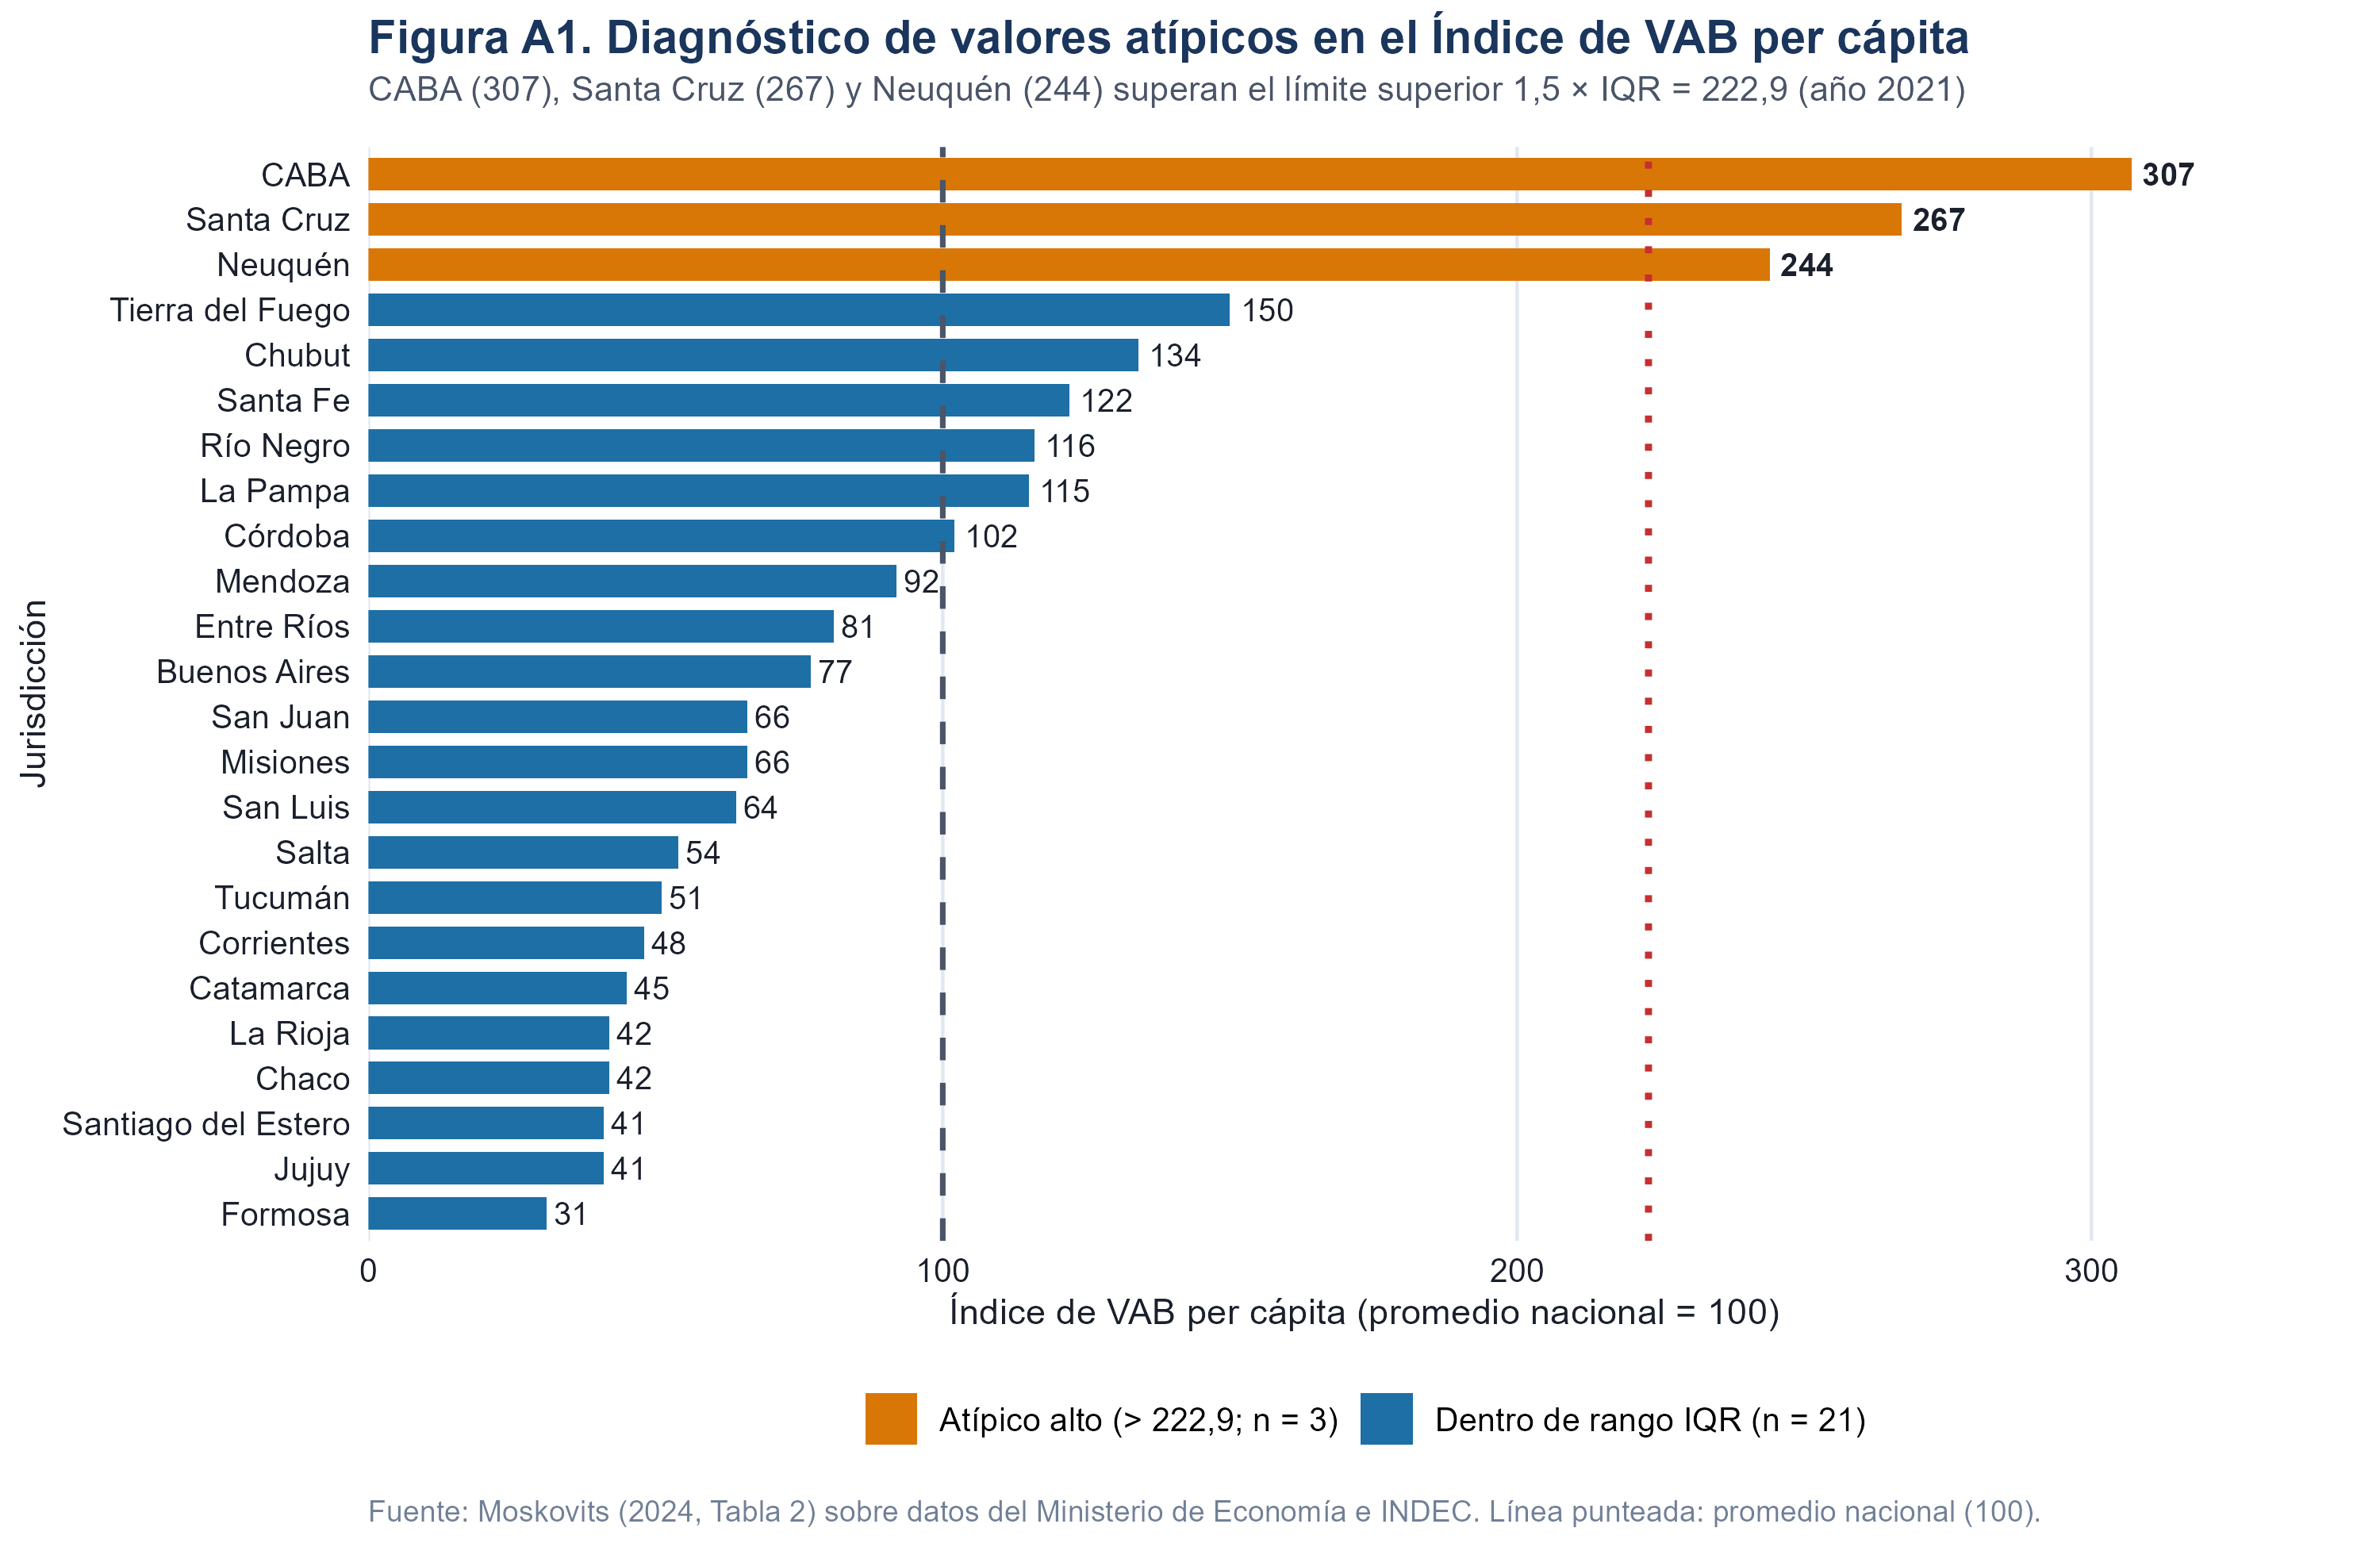 Figura A1. Diagnóstico de valores atípicos en el Índice de VAB per cápita
CABA (307), Santa Cruz (267) y Neuquén (244) superan el límite superior 1,5 × IQR = 222,9 (año 2021)
Jurisdicción
CABA 307
Santa Cruz 267
Neuquén 244
Tierra del Fuego 150
Chubut 134
Santa Fe 122
Río Negro 116
La Pampa 115
Córdoba 102
Mendoza 92
Entre Ríos 81
Buenos Aires 77
San Juan 66
Misiones 66
San Luis 64
Salta 54
Tucumán 51
Corrientes 48
Catamarca 45
La Rioja 42
Chaco 42
Santiago del Estero 41
Jujuy 41
Formosa 31
0 100 200 300
Índice de VAB per cápita (promedio nacional = 100)
Atípico alto (> 222,9; n = 3) Dentro de rango IQR (n = 21)
Fuente: Moskovits (2024, Tabla 2) sobre datos del Ministerio de Economía e INDEC. Línea punteada: promedio nacional (100).